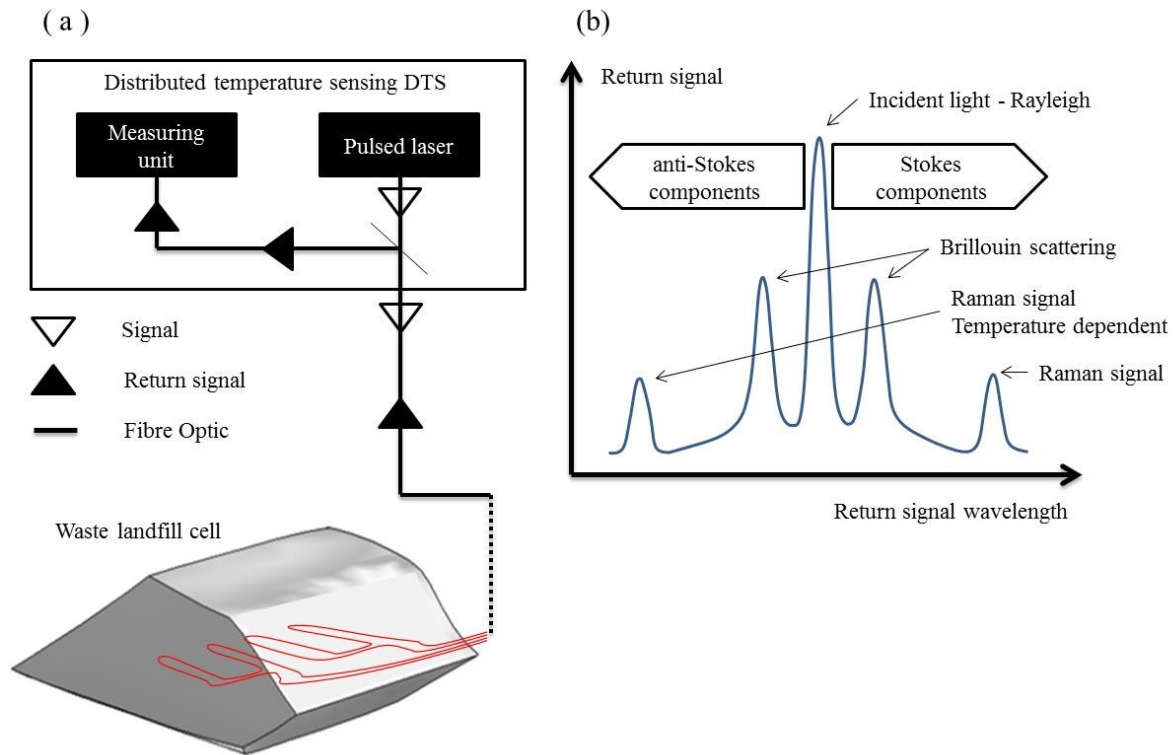 ( a )
Distributed temperature sensing DTS
Measuring
unit
Pulsed laser
Signal
Return signal
Fibre Optic
Waste landfill cell
(b)
Return signal
Incident light - Rayleigh
anti-Stokes
components
Stokes
components
Brillouin scattering
Raman signal
Temperature dependent
Raman signal
Return signal wavelength